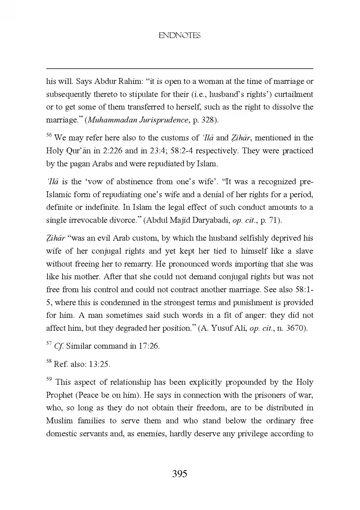 ENDNOTES
his will. Says Abdur Rahim: “it is open to a woman at the time of marriage or
subsequently thereto to stipulate for their (i.e., husband’s rights’) curtailment
or to get some of them transferred to herself, such as the right to dissolve the
marriage.” (Muhammadan Jurisprudence, p. 328).
56 We may refer here also to the customs of ‘Ilā and Ẓihār, mentioned in the
Holy Qur’ān in 2:226 and in 23:4; 58:2-4 respectively. They were practiced
by the pagan Arabs and were repudiated by Islam.
‘Ilā is the ‘vow of abstinence from one’s wife’. “It was a recognized pre-
Islamic form of repudiating one’s wife and a denial of her rights for a period,
definite or indefinite. In Islam the legal effect of such conduct amounts to a
single irrevocable divorce.” (Abdul Majid Daryabadi, op. cit., p. 71).
Ẓihār “was an evil Arab custom, by which the husband selfishly deprived his
wife of her conjugal rights and yet kept her tied to himself like a slave
without freeing her to remarry. He pronounced words importing that she was
like his mother. After that she could not demand conjugal rights but was not
free from his control and could not contract another marriage. See also 58:1-
5, where this is condemned in the strongest terms and punishment is provided
for him. A man sometimes said such words in a fit of anger: they did not
affect him, but they degraded her position.” (A. Yusuf Ali, op. cit., n. 3670).
57 Cf. Similar command in 17:26.
58 Ref. also: 13:25.
59 This aspect of relationship has been explicitly propounded by the Holy
Prophet (Peace be on him). He says in connection with the prisoners of war,
who, so long as they do not obtain their freedom, are to be distributed in
Muslim families to serve them and who stand below the ordinary free
domestic servants and, as enemies, hardly deserve any privilege according to
395